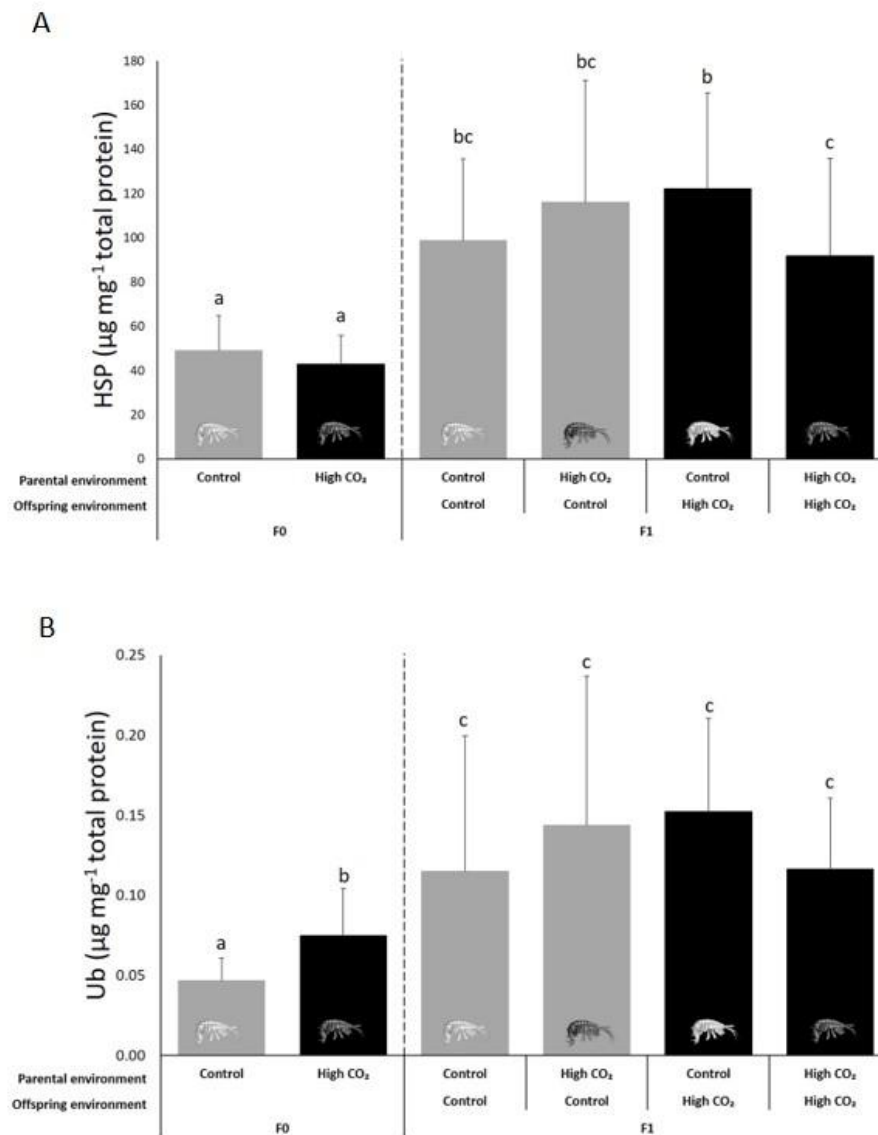 A
HSP (µg mg⁻¹ total protein)
180
160
140
120
100
80
60
40
20
0
a
a
bc
bc
b
c
Parental environment Control High CO₂ Control High CO₂ Control High CO₂
Offspring environment Control Control High CO₂ High CO₂
F0 F1
B
Ub (µg mg⁻¹ total protein)
0.25
0.20
0.15
0.10
0.05
0.00
a
b
c
c
c
c
Parental environment Control High CO₂ Control High CO₂ Control High CO₂
Offspring environment Control Control High CO₂ High CO₂
F0 F1